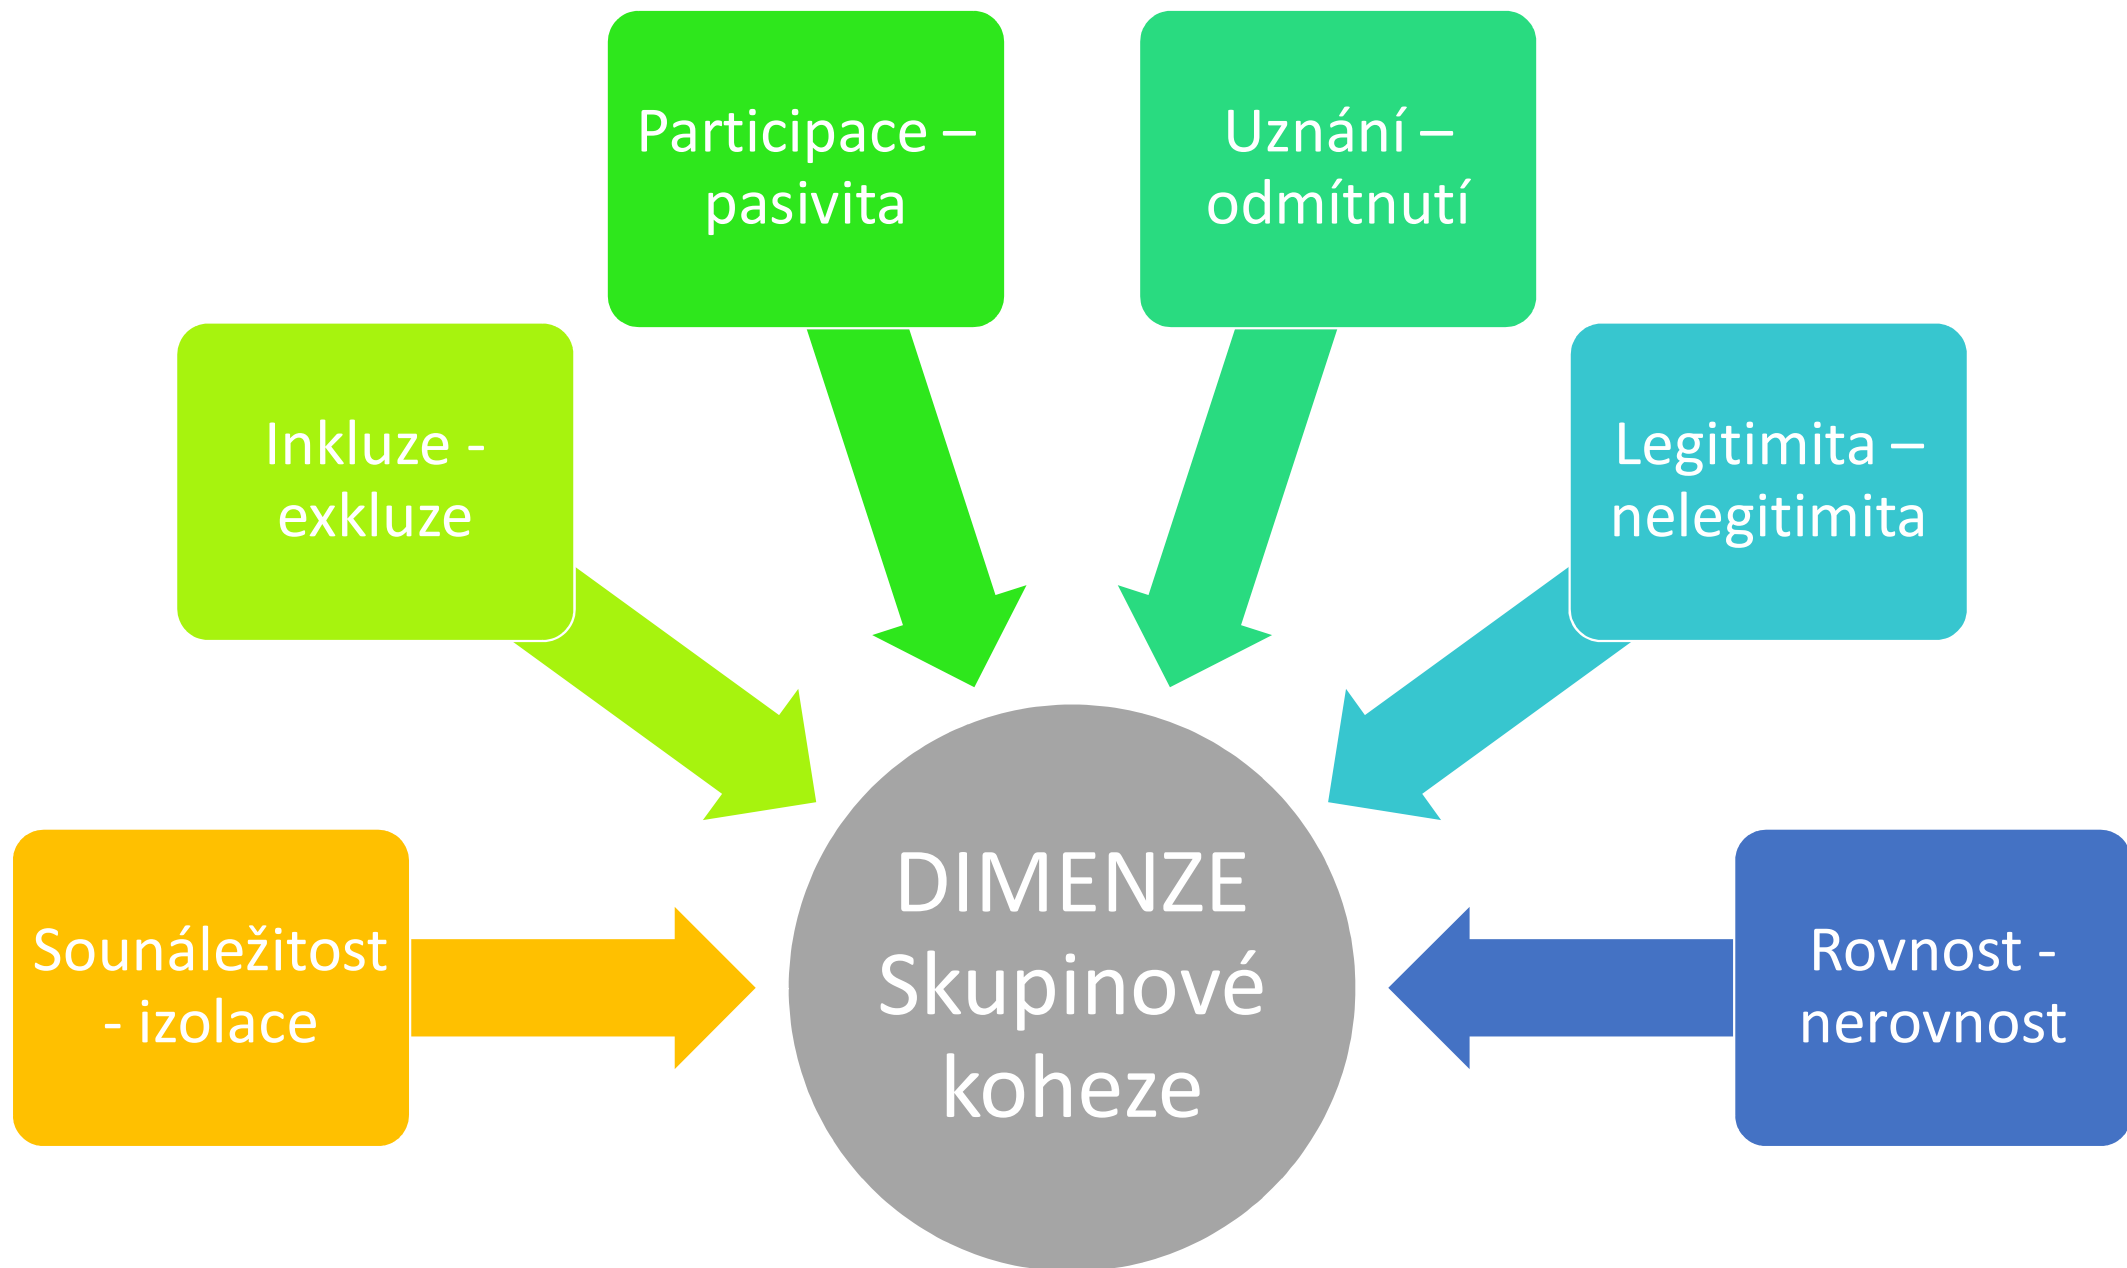 Participace –
pasivita
Uznání –
odmítnutí
Inkluze -
exkluze
Legitimita –
nelegitimita
Sounáležitost
- izolace
DIMENZE
Skupinové
koheze
Rovnost -
nerovnost